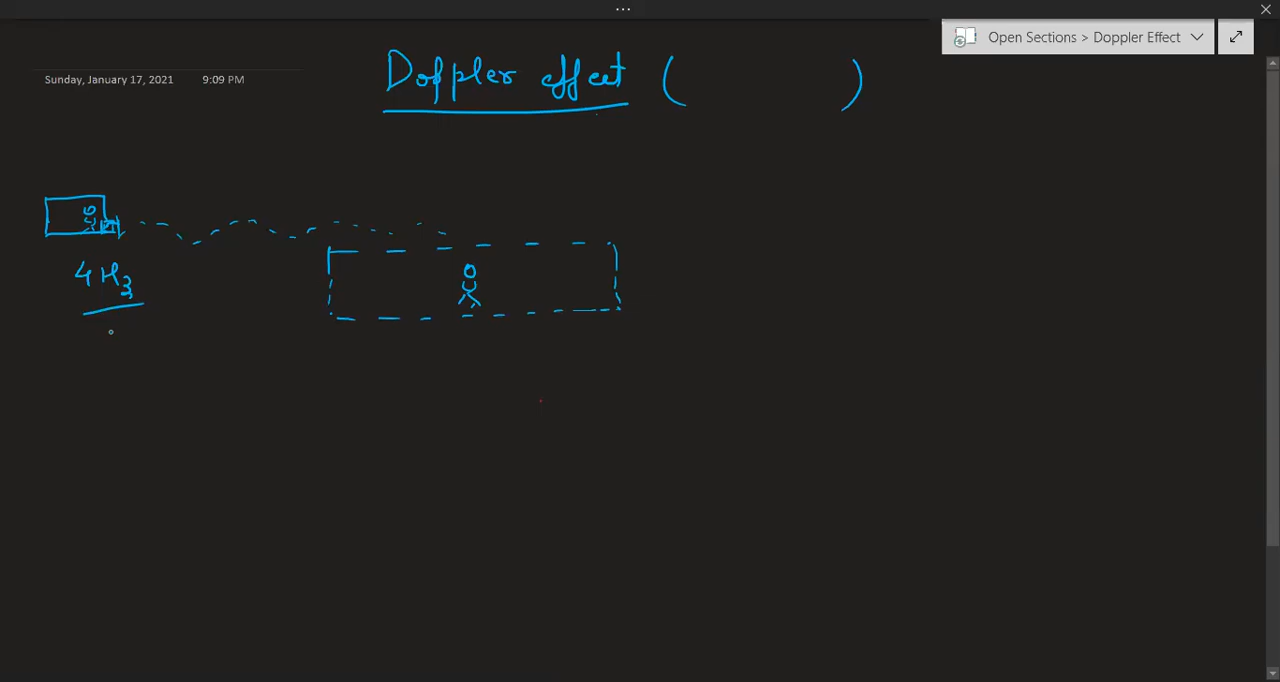 ...
Open Sections > Doppler Effect
Sunday, January 17, 2021 9:09 PM
Doppler effect ( )
4 Hz